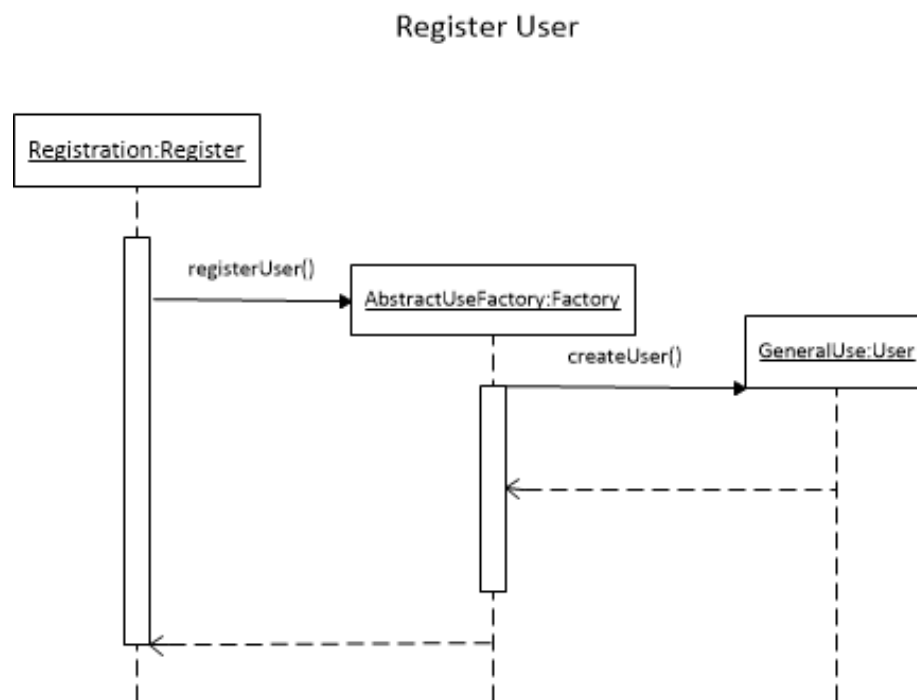 Register User
Registration:Register
registerUser()
AbstractUseFactory:Factory
createUser()
GeneralUse:User